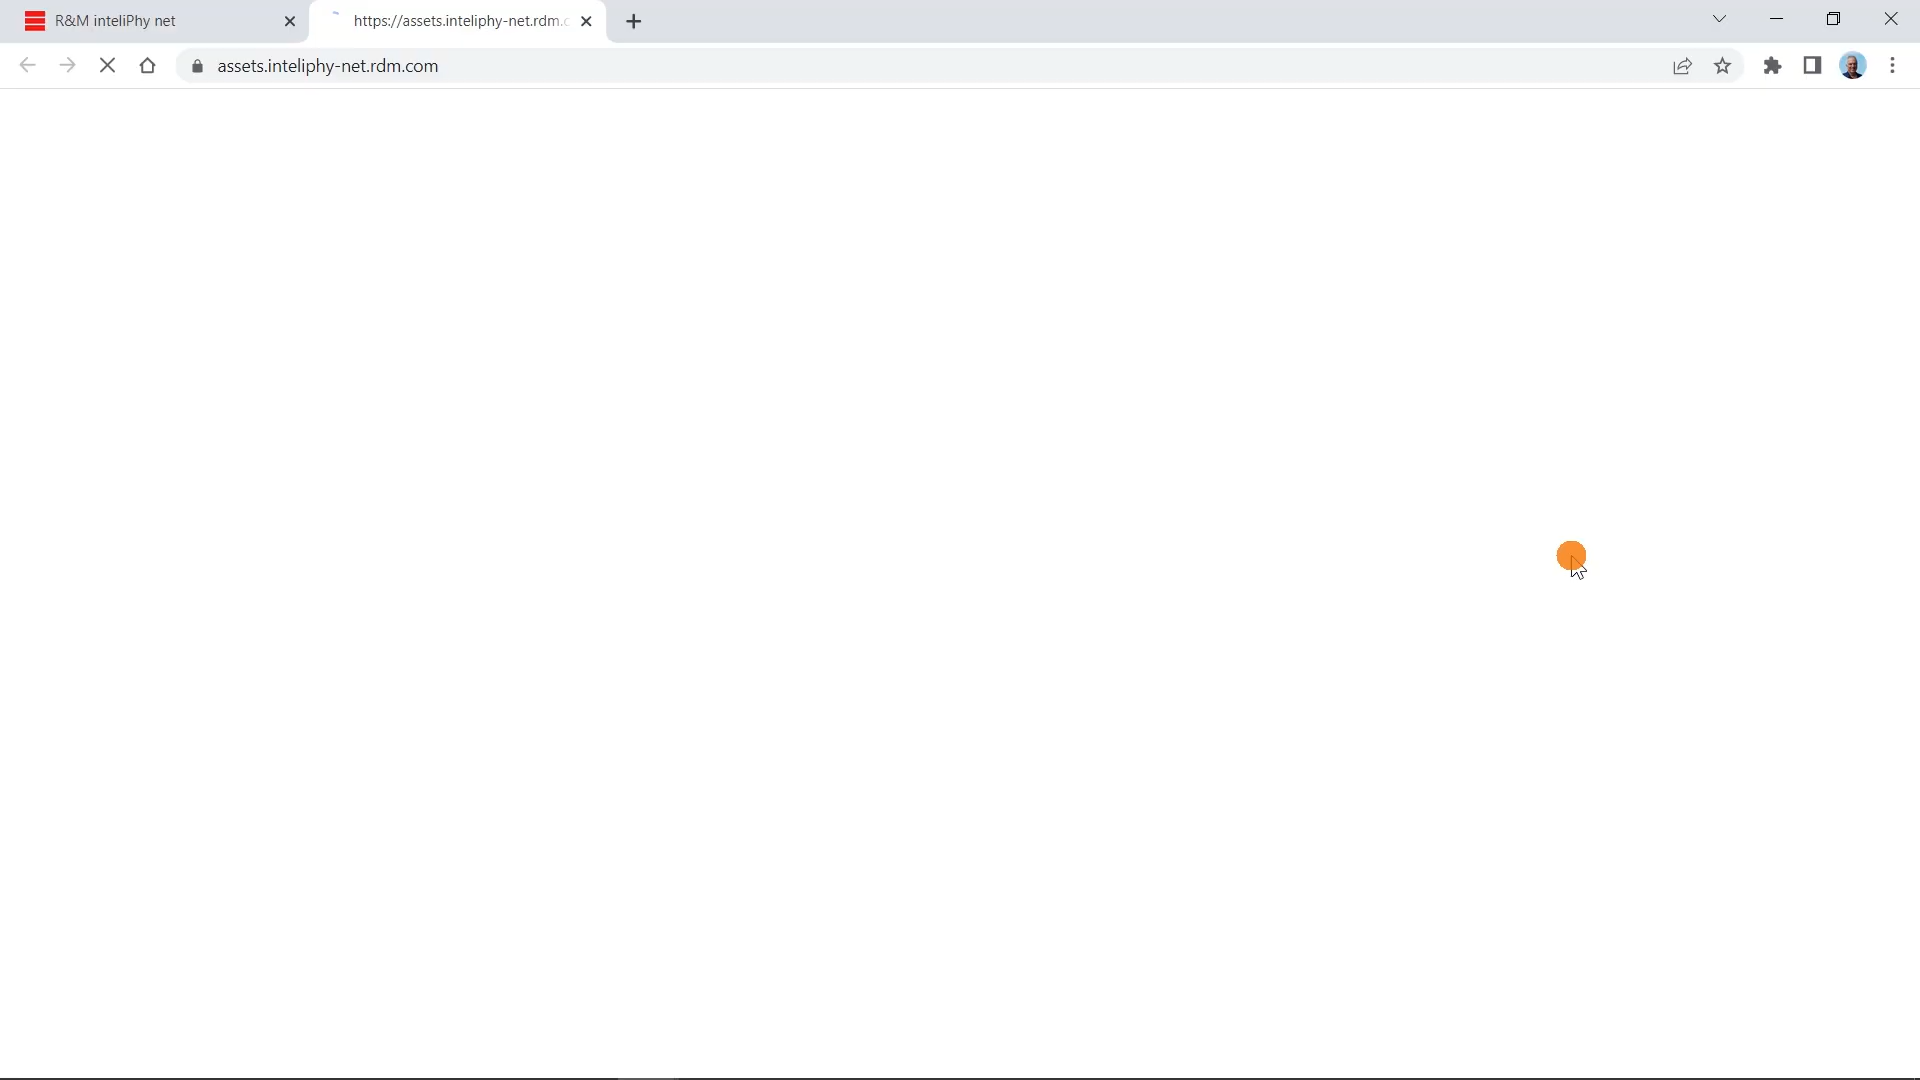 R&M inteliPhy net
https://assets.inteliphy-net.rdm.c
assets.inteliphy-net.rdm.com